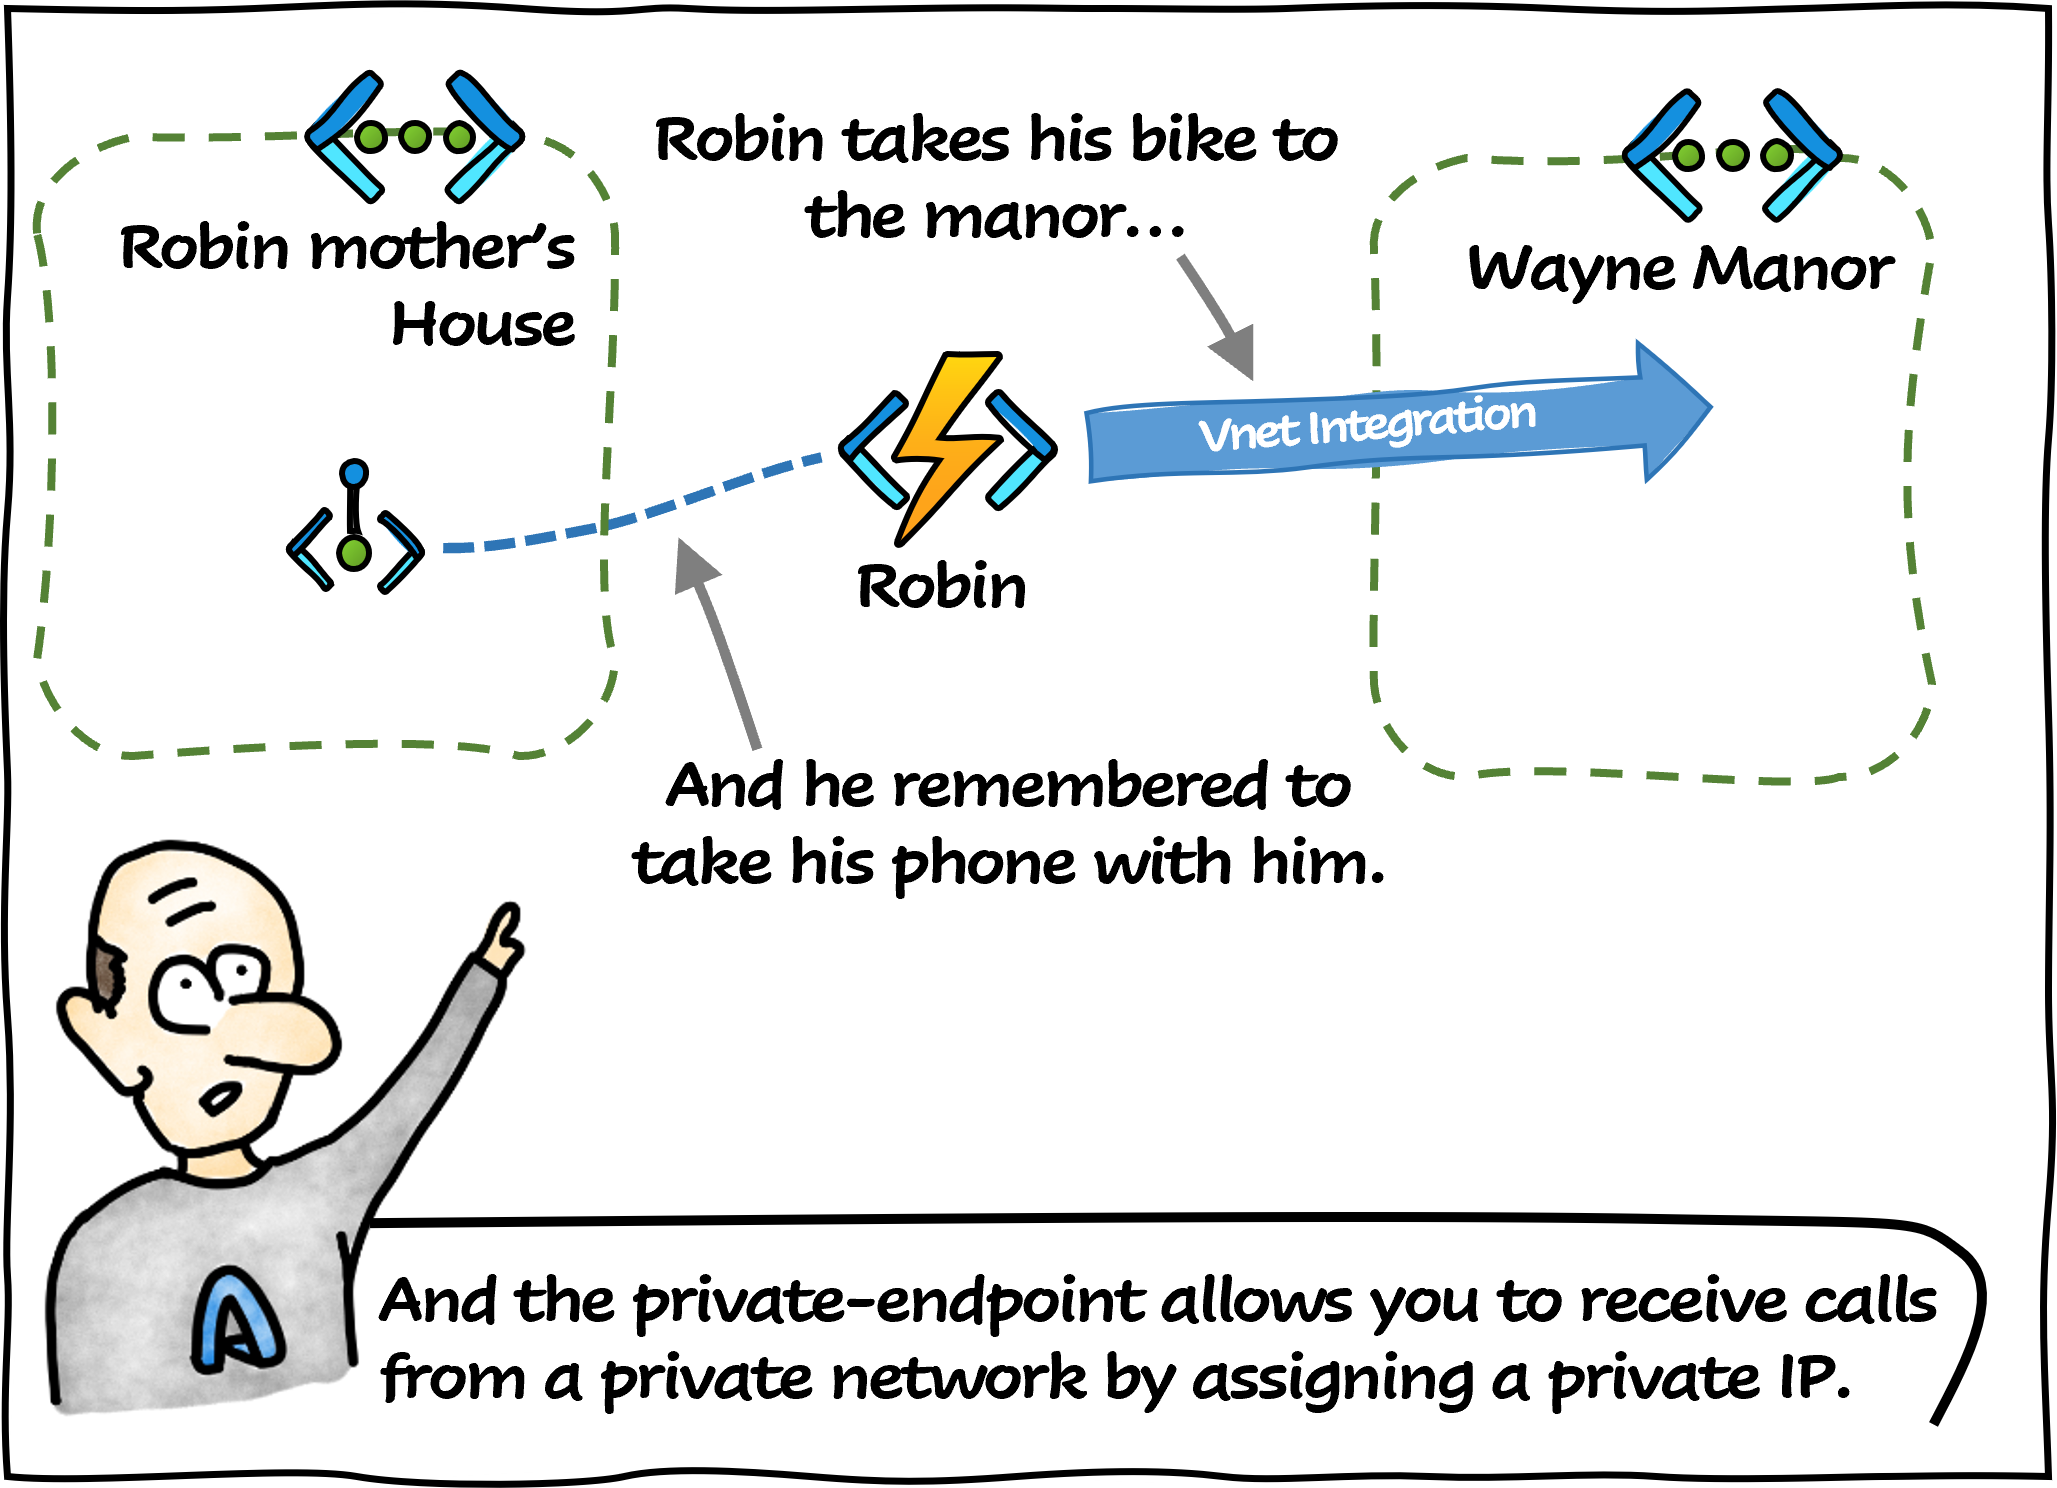 Robin mother's
House
Robin takes his bike to
the manor...
Wayne Manor
Vnet Integration
Robin
And he remembered to
take his phone with him.
A
And the private-endpoint allows you to receive calls
from a private network by assigning a private IP.